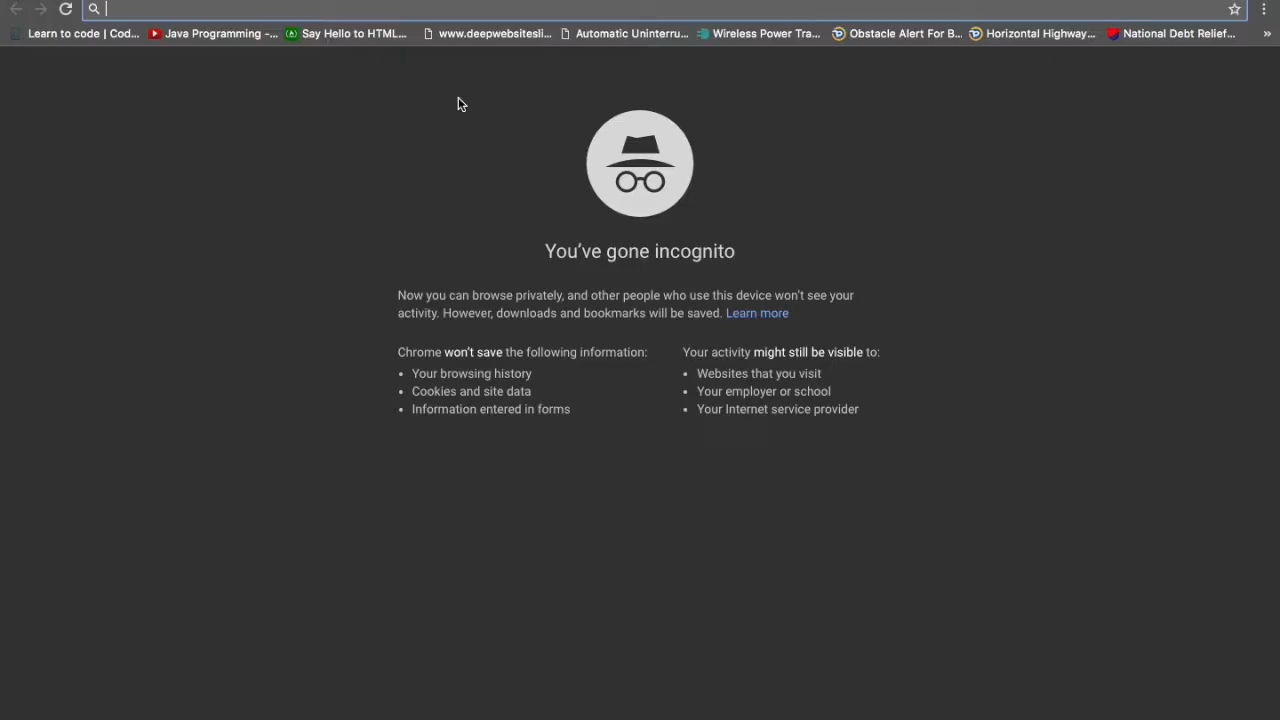 Learn to code | Cod... Java Programming -... Say Hello to HTML... www.deepwebsitesli... Automatic Uninterru... Wireless Power Tra... Obstacle Alert For B... Horizontal Highway... National Debt Relief... »
You've gone incognito
Now you can browse privately, and other people who use this device won't see your
activity. However, downloads and bookmarks will be saved. Learn more
Chrome won't save the following information:
• Your browsing history
• Cookies and site data
• Information entered in forms
Your activity might still be visible to:
• Websites that you visit
• Your employer or school
• Your Internet service provider